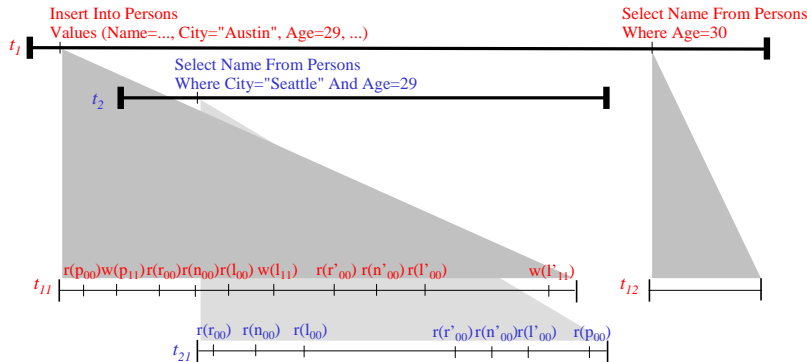 Insert Into Persons
Values (Name=..., City="Austin", Age=29, ...)
Select Name From Persons
Where Age=30
t1
Select Name From Persons
Where City="Seattle" And Age=29
t2
r(p00) w(p11) r(r00) r(n00) r(l00) w(l11) r(r'00) r(n'00) r(l'00) w(l'11)
t11
t12
r(r00) r(n00) r(l00) r(r'00) r(n'00) r(l'00) r(p00)
t21